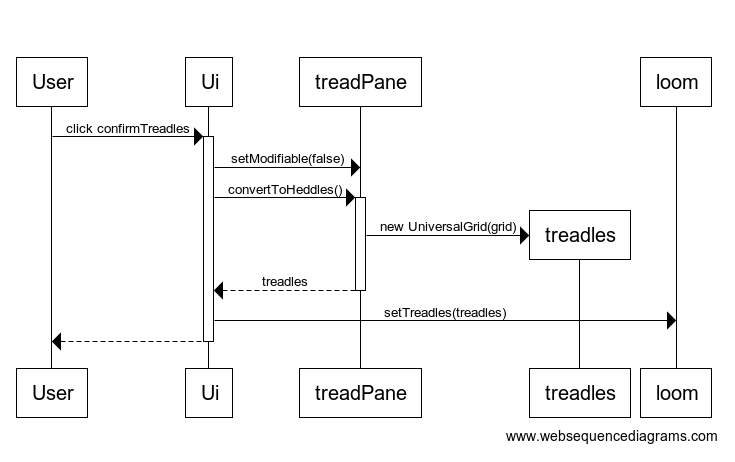 User
Ui
treadPane
loom
click confirmTreadles
setModifiable(false)
convertToHeddles()
new UniversalGrid(grid)
treadles
treadles
setTreadles(treadles)
User
Ui
treadPane
treadles
loom
www.websequencediagrams.com